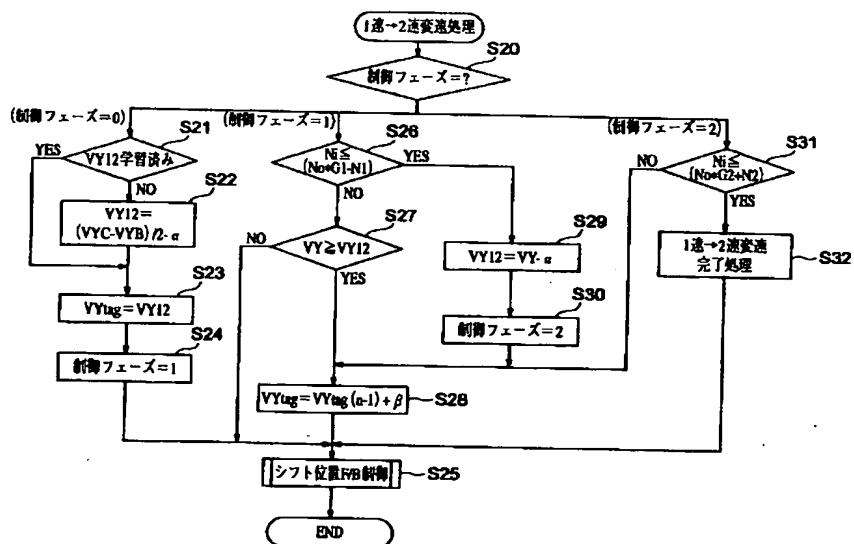 1速→2速変速処理
S20
制御フェーズ=?
(制御フェーズ=0)
(制御フェーズ=1)
(制御フェーズ=2)
S21
VY12学習済み
YES
NO
S22
VY12=
(VYC-VYB)/2-α
S23
VYtag=VY12
S24
制御フェーズ=1
S26
Ni≦
(No*G1-N1)
YES
NO
S27
VY≧VY12
NO
YES
S29
VY12=VY-α
S30
制御フェーズ=2
S31
Ni≦
(No*G2+N2)
NO
YES
1速→2速変速
完了処理
S32
VYtag=VYtag(n-1)+β
S28
シフト位置F/B制御
S25
END